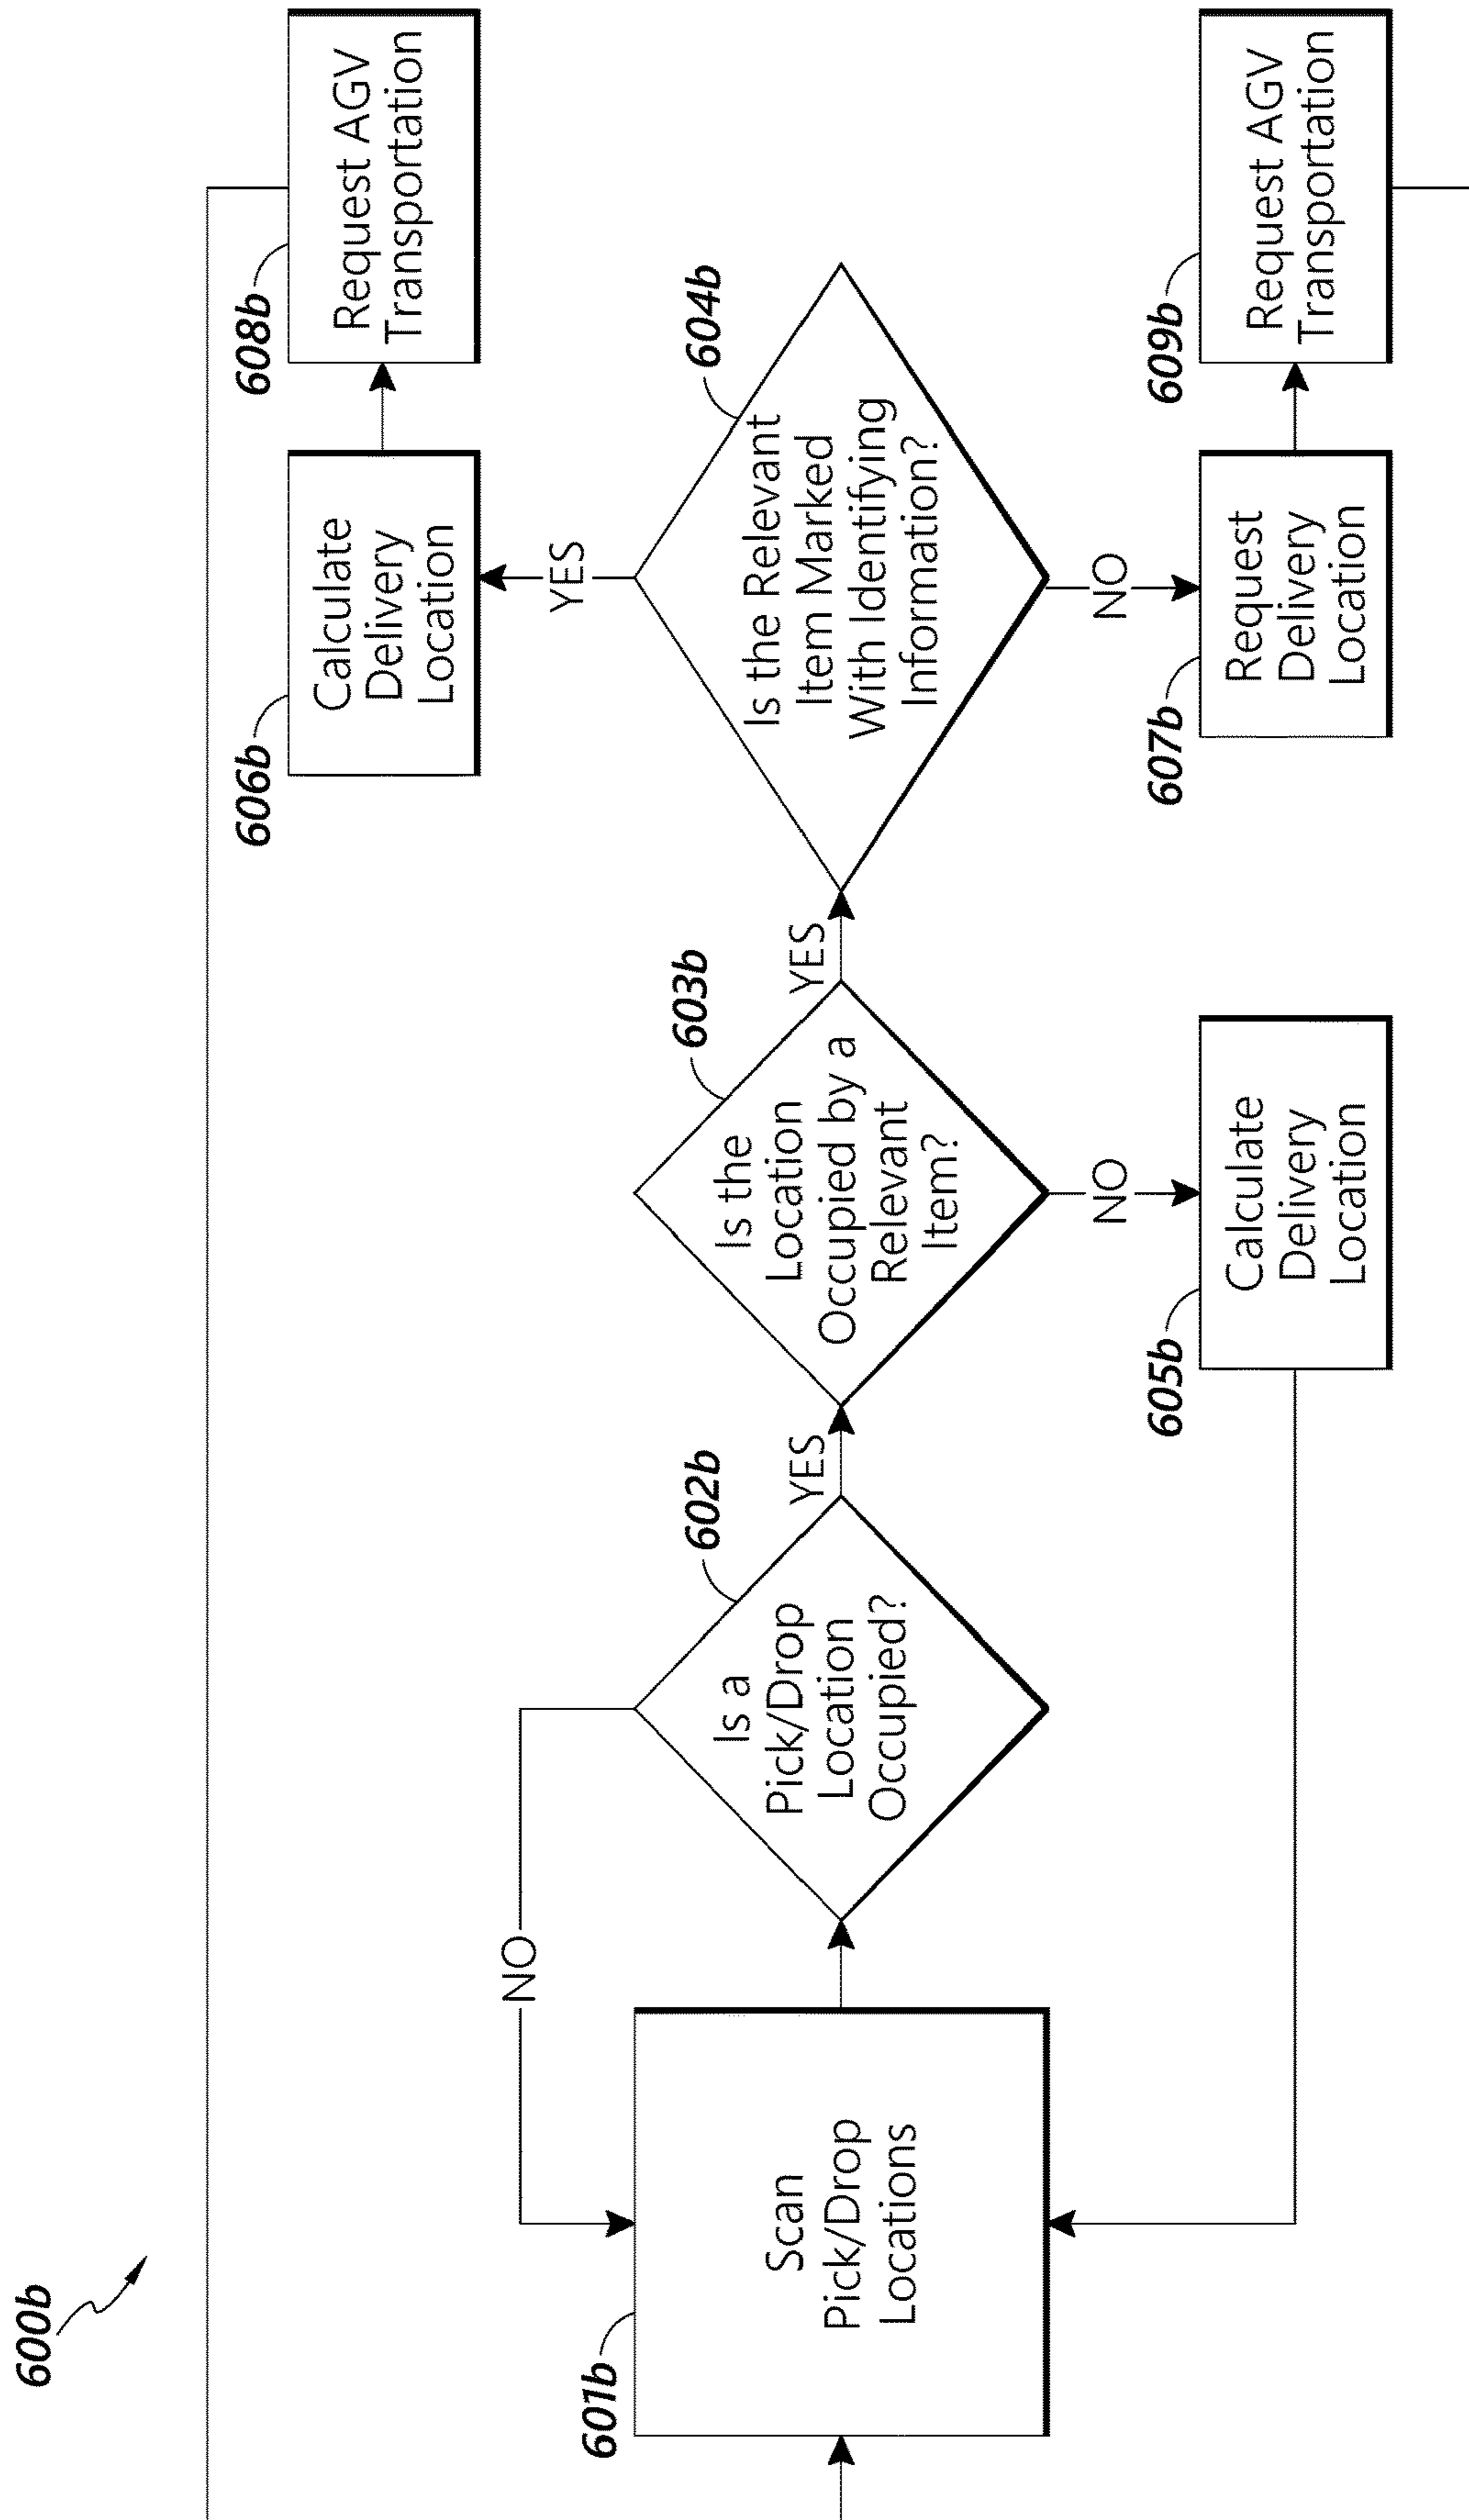 600b
601b
Scan
Pick/Drop
Locations
NO
602b
Is a
Pick/Drop
Location
Occupied?
YES
603b
Is the
Location
Occupied by a
Relevant
Item?
YES
NO
605b
Calculate
Delivery
Location
604b
Is the Relevant
Item Marked
With Identifying
Information?
YES
606b
Calculate
Delivery
Location
608b
Request AGV
Transportation
NO
607b
Request
Delivery
Location
609b
Request AGV
Transportation